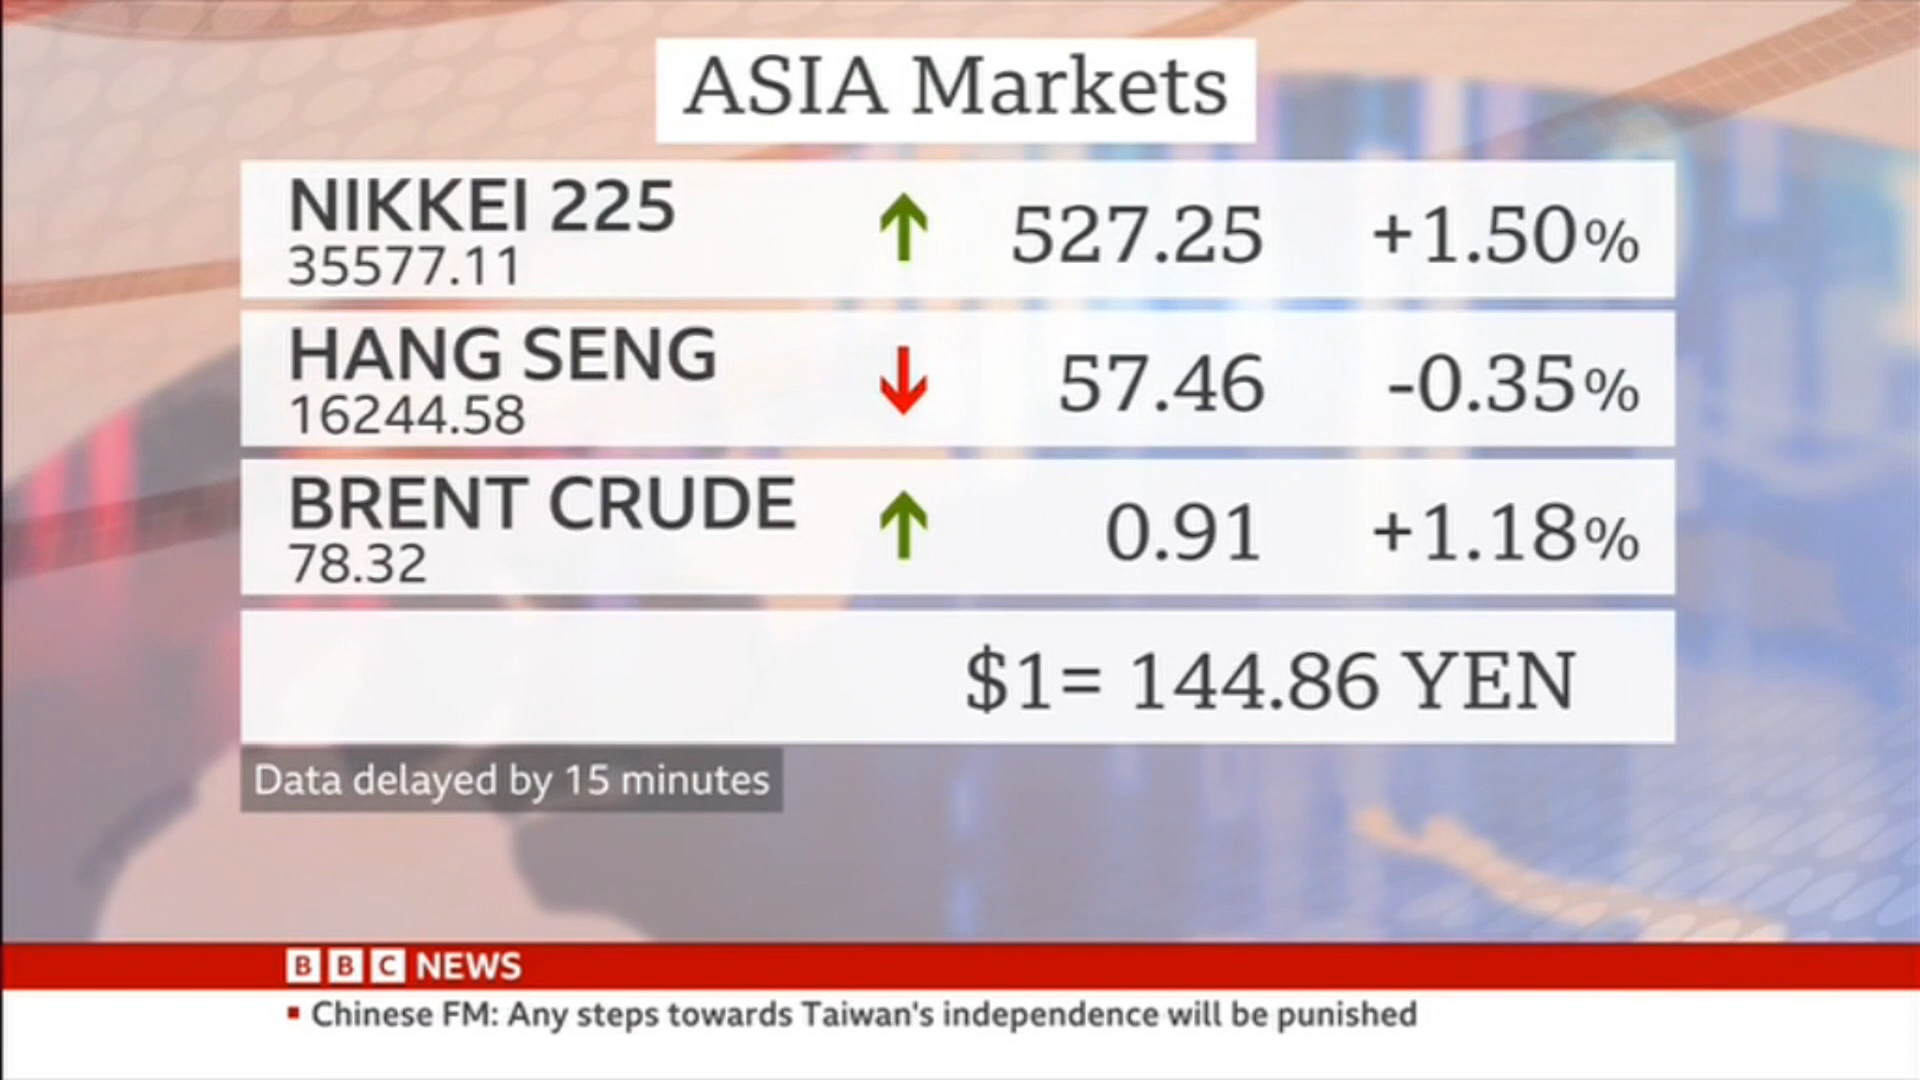 ASIA Markets
NIKKEI 225
35577.11
527.25
+1.50%
HANG SENG
16244.58
57.46
-0.35%
BRENT CRUDE
78.32
0.91
+1.18%
$1= 144.86 YEN
Data delayed by 15 minutes
BBC NEWS
Chinese FM: Any steps towards Taiwan's independence will be punished